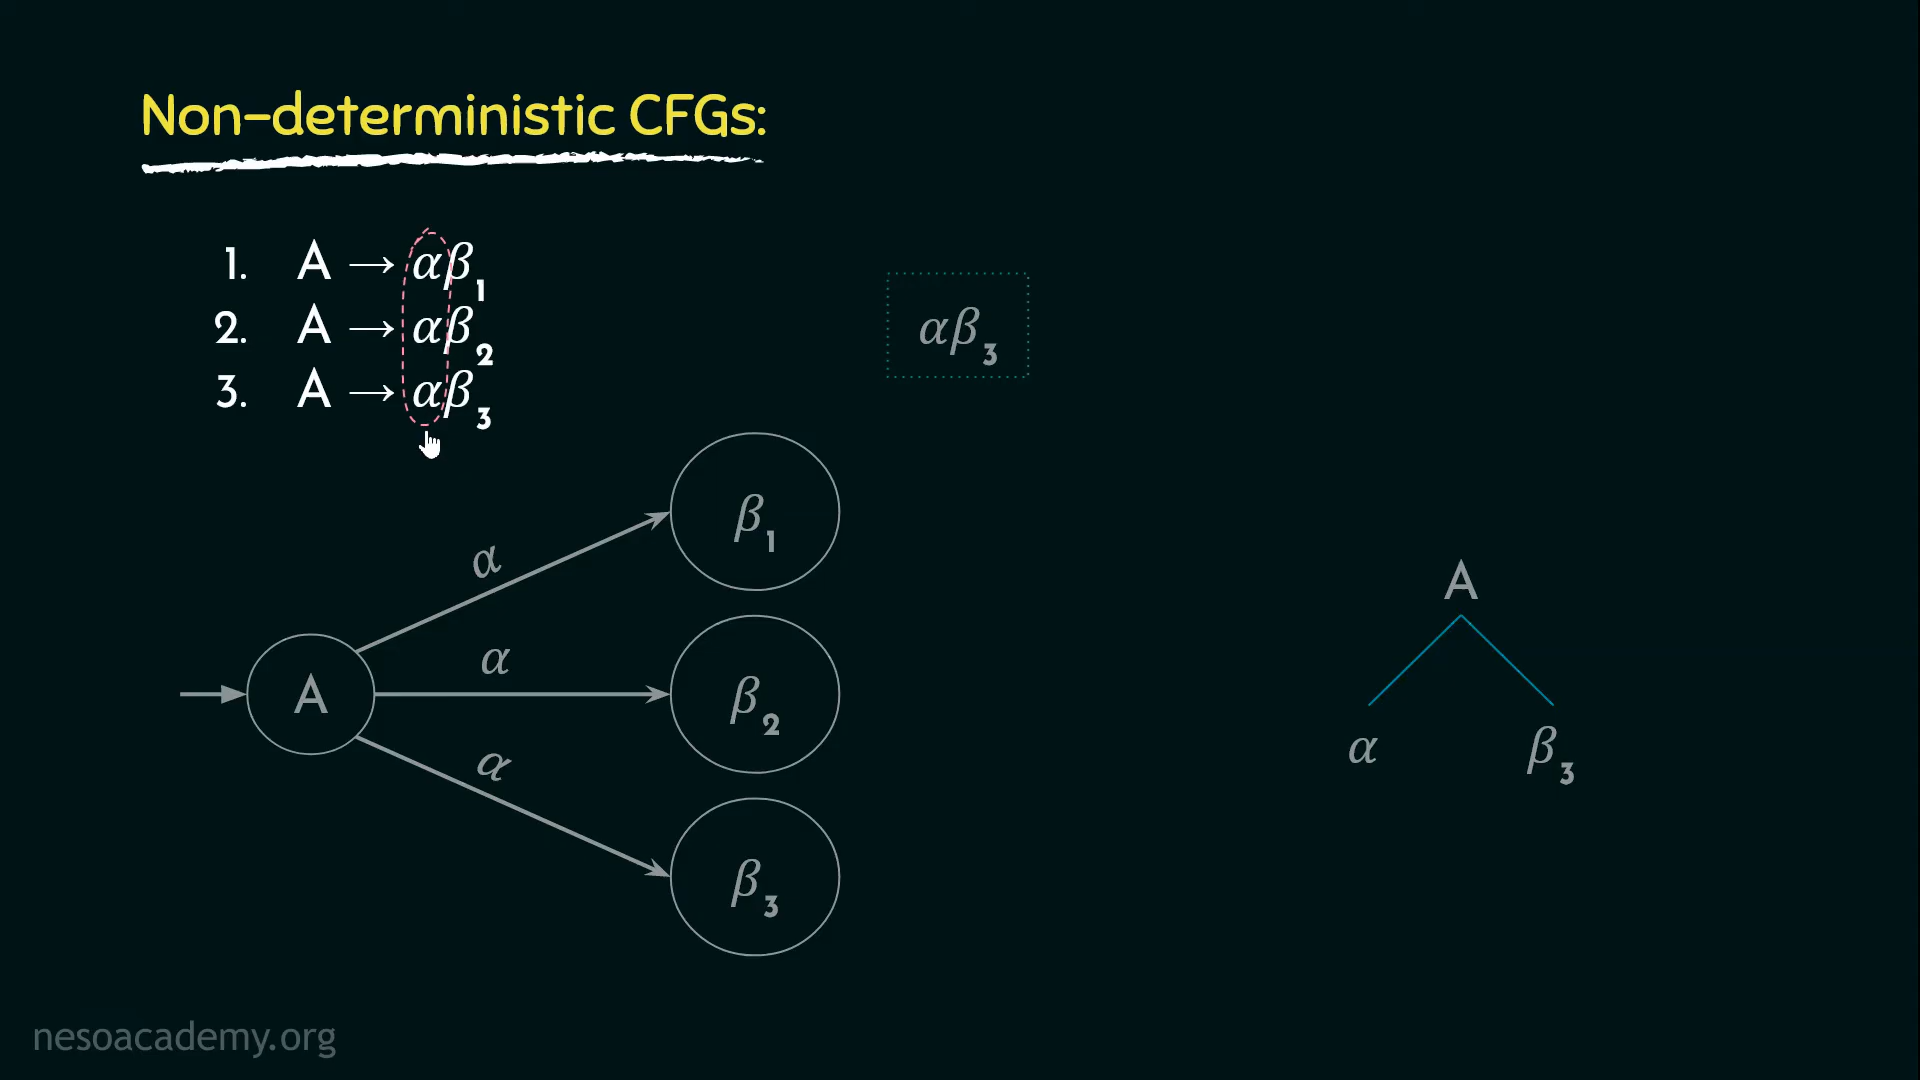 Non-deterministic CFGs:
1. A → αβ₁
2. A → αβ₂
3. A → αβ₃
αβ₃
β₁
α
A
α
β₂
α
β₃
A
α β₃
nesoacademy.org